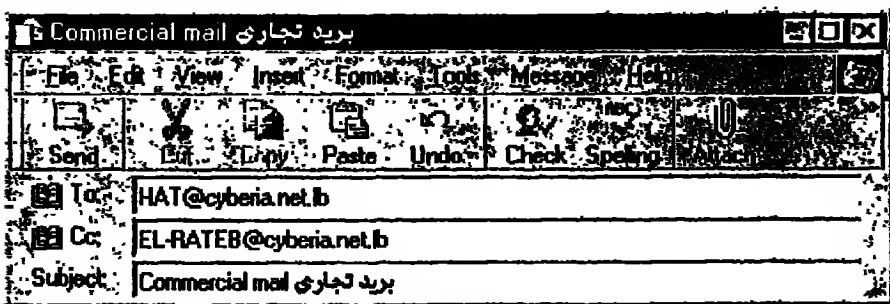 Commercial mail بريد تجاري
File Edit View Insert Format Tools Message Help
Send Cut Copy Paste Undo Check Spelling Attach
To: HAT@cyberia.net.lb
Cc: EL-RATEB@cyberia.net.lb
Subject: Commercial mail بريد تجاري